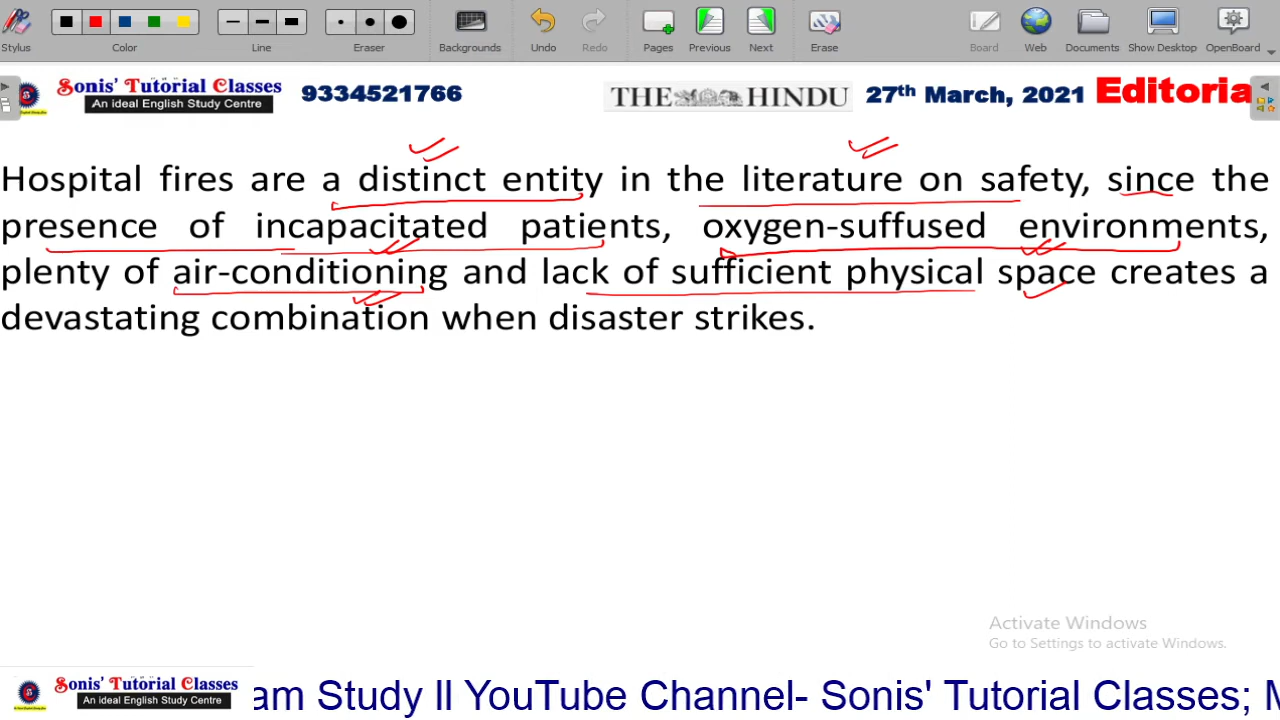 Stylus Color Line Eraser Backgrounds Undo Redo Pages Previous Next Erase Board Web Documents Show Desktop OpenBoard
Sonis' Tutorial Classes
An ideal English Study Centre
9334521766
THE HINDU
27th March, 2021 Editoria
Hospital fires are a distinct entity in the literature on safety, since the
presence of incapacitated patients, oxygen-suffused environments,
plenty of air-conditioning and lack of sufficient physical space creates a
devastating combination when disaster strikes.
Activate Windows
Go to Settings to activate Windows.
Sonis' Tutorial Classes
An ideal English Study Centre
am Study ll YouTube Channel- Sonis' Tutorial Classes; M